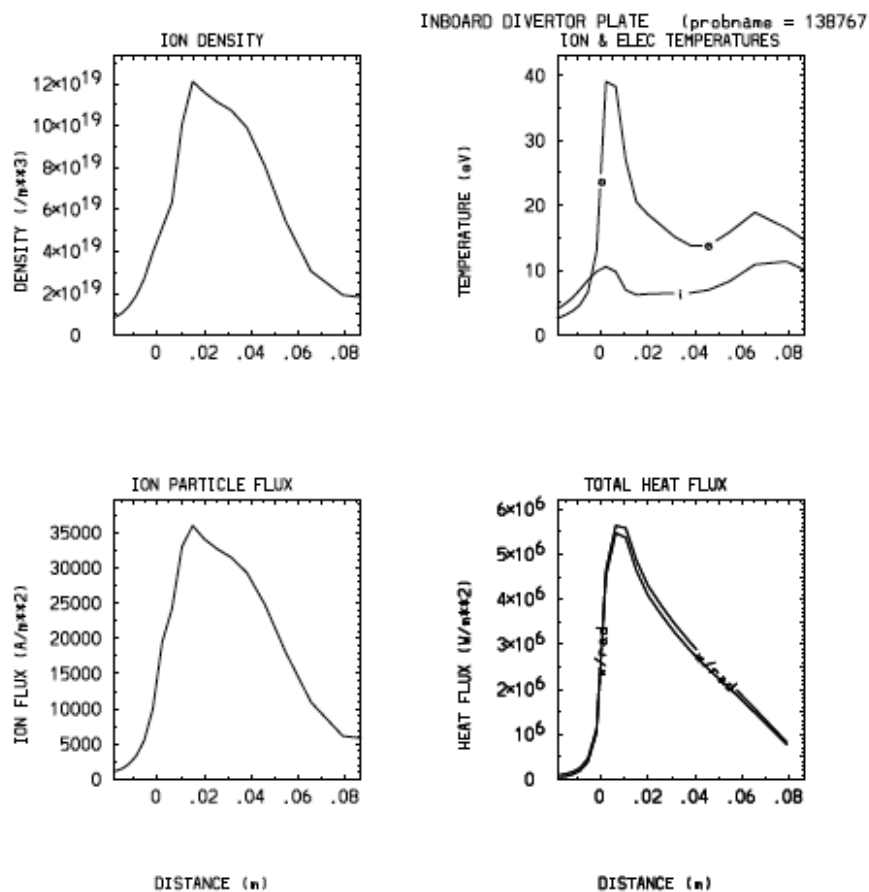 INBOARD DIVERTOR PLATE (probname = 138767
ION DENSITY
ION & ELEC TEMPERATURES
DENSITY (/m**3)
12×10^19
10×10^19
8×10^19
6×10^19
4×10^19
2×10^19
0
0 .02 .04 .06 .08
TEMPERATURE (eV)
40
30
20
10
0
e
e
i
0 .02 .04 .06 .08
ION PARTICLE FLUX
TOTAL HEAT FLUX
ION FLUX (A/m**2)
35000
30000
25000
20000
15000
10000
5000
0
0 .02 .04 .06 .08
DISTANCE (m)
HEAT FLUX (W/m**2)
6×10^6
5×10^6
4×10^6
3×10^6
2×10^6
10^6
0
w/rad
w/rad
0 .02 .04 .06 .08
DISTANCE (m)